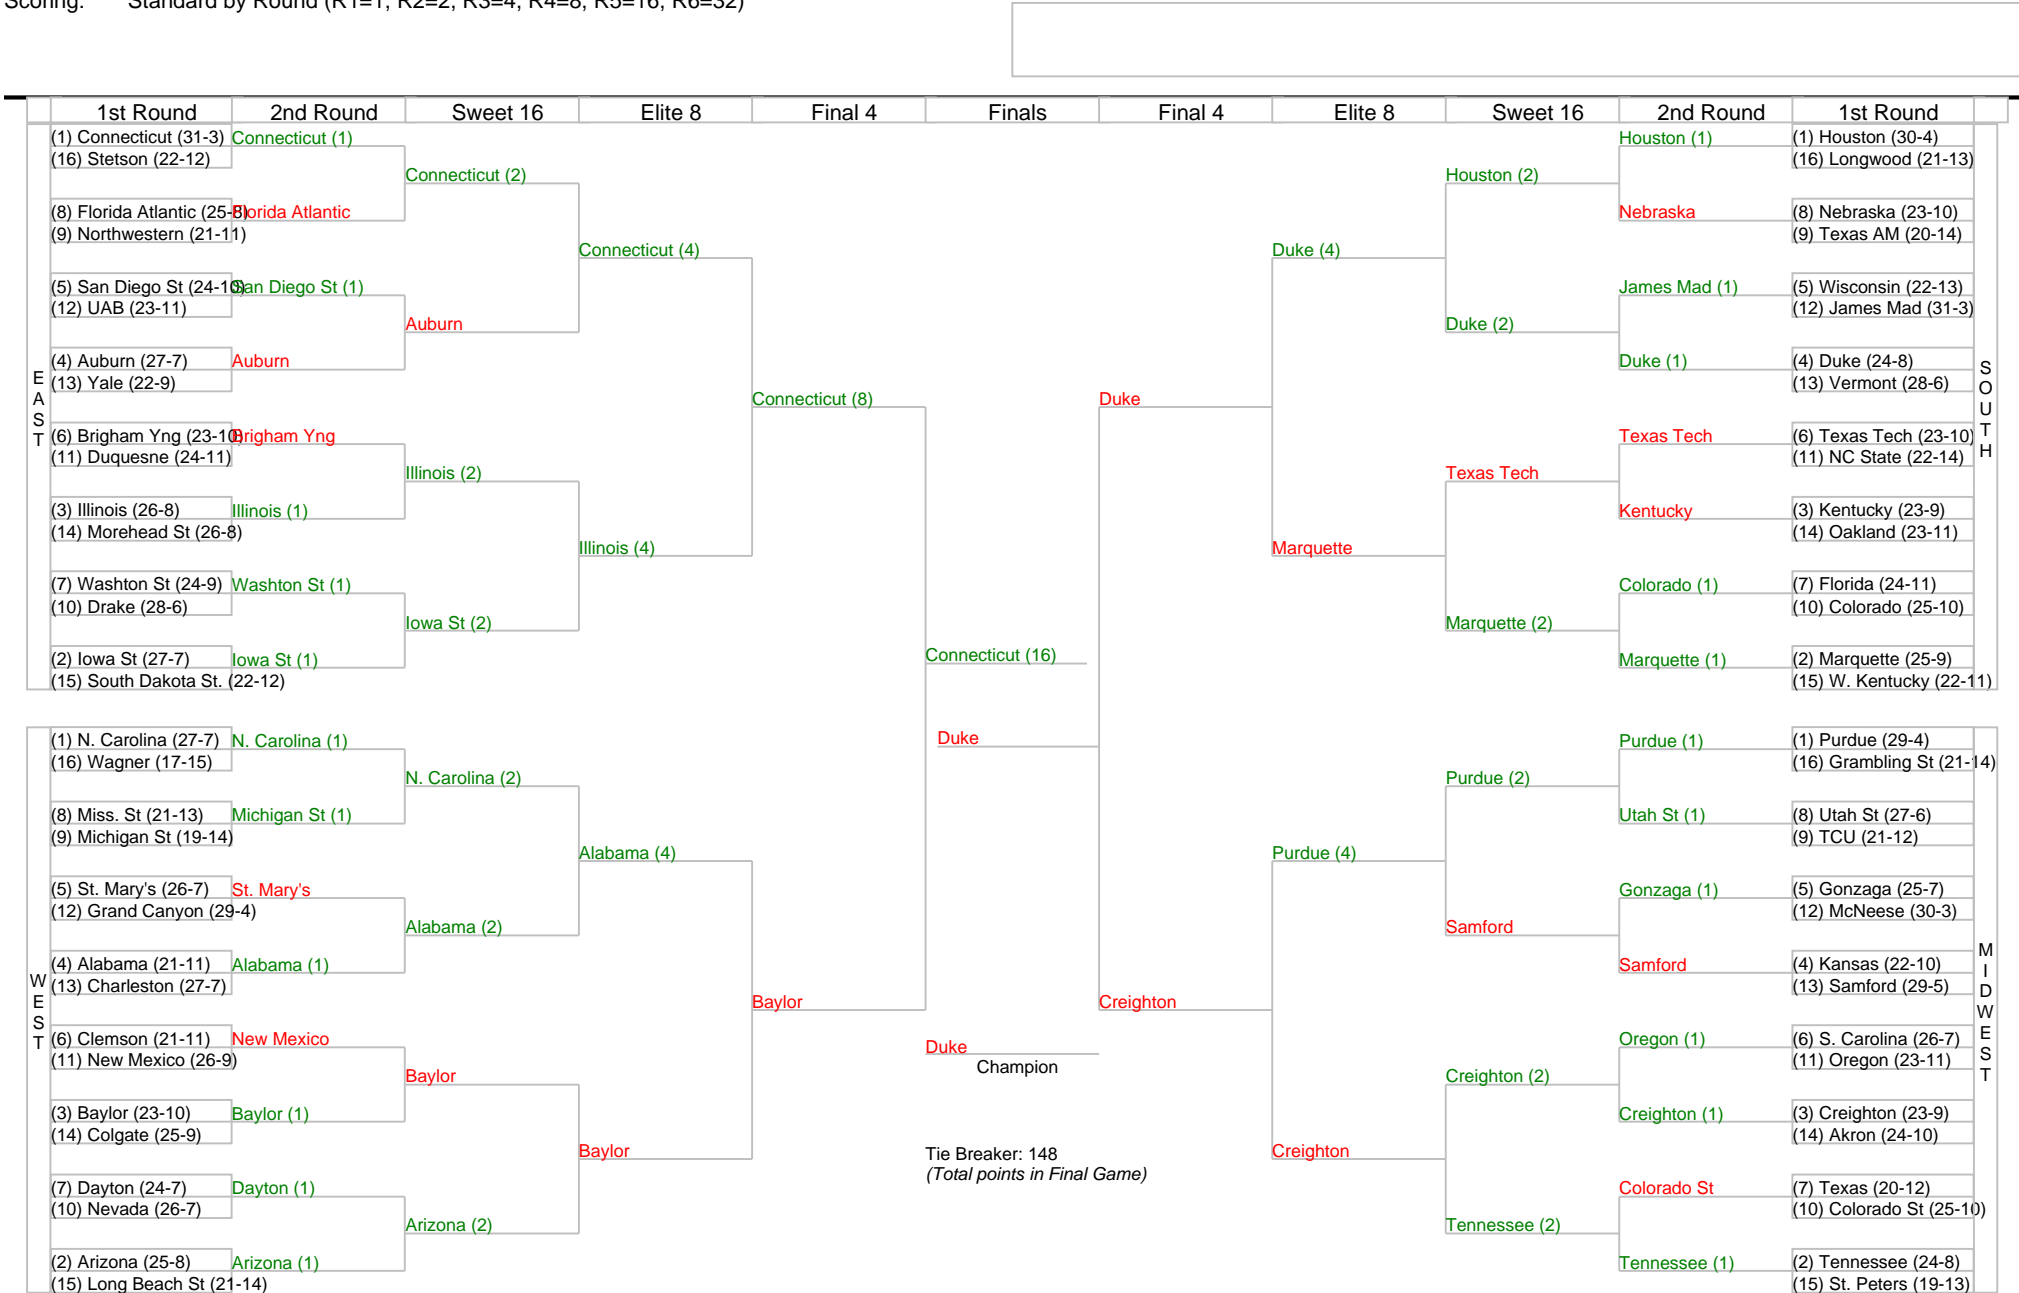 Scoring: Standard by Round (R1=1, R2=2, R3=4, R4=8, R5=16, R6=32)
1st Round 2nd Round Sweet 16 Elite 8 Final 4 Finals Final 4 Elite 8 Sweet 16 2nd Round 1st Round
EAST
(1) Connecticut (31-3)
(16) Stetson (22-12)
(8) Florida Atlantic (25-8)
(9) Northwestern (21-11)
(5) San Diego St (24-10)
(12) UAB (23-11)
(4) Auburn (27-7)
(13) Yale (22-9)
(6) Brigham Yng (23-10)
(11) Duquesne (24-11)
(3) Illinois (26-8)
(14) Morehead St (26-8)
(7) Washton St (24-9)
(10) Drake (28-6)
(2) Iowa St (27-7)
(15) South Dakota St. (22-12)
Connecticut (1)
Florida Atlantic
San Diego St (1)
Auburn
Brigham Yng
Illinois (1)
Washton St (1)
Iowa St (1)
Connecticut (2)
Auburn
Illinois (2)
Iowa St (2)
Connecticut (4)
Illinois (4)
Connecticut (8)
WEST
(1) N. Carolina (27-7)
(16) Wagner (17-15)
(8) Miss. St (21-13)
(9) Michigan St (19-14)
(5) St. Mary's (26-7)
(12) Grand Canyon (29-4)
(4) Alabama (21-11)
(13) Charleston (27-7)
(6) Clemson (21-11)
(11) New Mexico (26-9)
(3) Baylor (23-10)
(14) Colgate (25-9)
(7) Dayton (24-7)
(10) Nevada (26-7)
(2) Arizona (25-8)
(15) Long Beach St (21-14)
N. Carolina (1)
Michigan St (1)
St. Mary's
Alabama (1)
New Mexico
Baylor (1)
Dayton (1)
Arizona (1)
N. Carolina (2)
Alabama (2)
Baylor
Arizona (2)
Alabama (4)
Baylor
Baylor
Connecticut (16)
Duke
Duke
Champion
Tie Breaker: 148
(Total points in Final Game)
Duke
Duke (4)
Marquette
Houston (2)
Duke (2)
Texas Tech
Marquette (2)
Houston (1)
Nebraska
James Mad (1)
Duke (1)
Texas Tech
Kentucky
Colorado (1)
Marquette (1)
(1) Houston (30-4)
(16) Longwood (21-13)
(8) Nebraska (23-10)
(9) Texas AM (20-14)
(5) Wisconsin (22-13)
(12) James Mad (31-3)
(4) Duke (24-8)
(13) Vermont (28-6)
(6) Texas Tech (23-10)
(11) NC State (22-14)
(3) Kentucky (23-9)
(14) Oakland (23-11)
(7) Florida (24-11)
(10) Colorado (25-10)
(2) Marquette (25-9)
(15) W. Kentucky (22-11)
SOUTH
Creighton
Purdue (4)
Creighton
Purdue (2)
Samford
Creighton (2)
Tennessee (2)
Purdue (1)
Utah St (1)
Gonzaga (1)
Samford
Oregon (1)
Creighton (1)
Colorado St
Tennessee (1)
(1) Purdue (29-4)
(16) Grambling St (21-14)
(8) Utah St (27-6)
(9) TCU (21-12)
(5) Gonzaga (25-7)
(12) McNeese (30-3)
(4) Kansas (22-10)
(13) Samford (29-5)
(6) S. Carolina (26-7)
(11) Oregon (23-11)
(3) Creighton (23-9)
(14) Akron (24-10)
(7) Texas (20-12)
(10) Colorado St (25-10)
(2) Tennessee (24-8)
(15) St. Peters (19-13)
MIDWEST